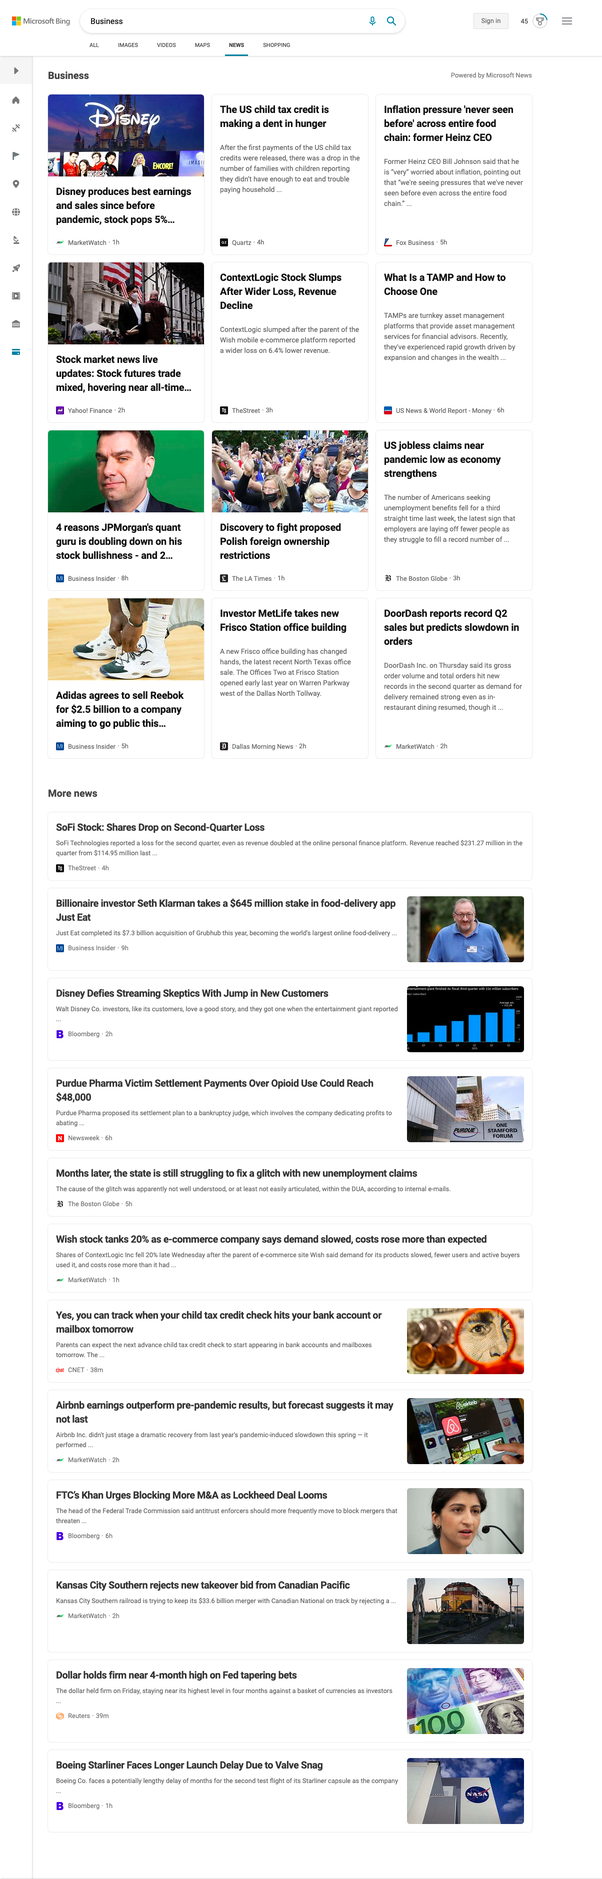 Microsoft Bing
Business
Sign in
45
ALL
IMAGES
VIDEOS
MAPS
NEWS
SHOPPING
Business
Powered by Microsoft News
Disney
ENCORE!
Disney produces best earnings
and sales since before
pandemic, stock pops 5%...
MarketWatch · 1h
The US child tax credit is
making a dent in hunger
After the first payments of the US child tax
credits were released, there was a drop in the
number of families with children reporting
they didn't have enough to eat and trouble
paying household ...
Quartz · 4h
Inflation pressure 'never seen
before' across entire food
chain: former Heinz CEO
Former Heinz CEO Bill Johnson said that he
is "very" worried about inflation, pointing out
that "we're seeing pressures that we've never
seen before even across the entire food
chain." ...
Fox Business · 5h
Stock market news live
updates: Stock futures trade
mixed, hovering near all-time...
Yahoo! Finance · 2h
ContextLogic Stock Slumps
After Wider Loss, Revenue
Decline
ContextLogic slumped after the parent of the
Wish mobile e-commerce platform reported
a wider loss on 6.4% lower revenue.
TheStreet · 3h
What Is a TAMP and How to
Choose One
TAMPs are turnkey asset management
platforms that provide asset management
services for financial advisors. Recently,
they've experienced rapid growth driven by
expansion and changes in the wealth ...
US News & World Report - Money · 6h
4 reasons JPMorgan's quant
guru is doubling down on his
stock bullishness - and 2...
Business Insider · 8h
Discovery to fight proposed
Polish foreign ownership
restrictions
The LA Times · 1h
US jobless claims near
pandemic low as economy
strengthens
The number of Americans seeking
unemployment benefits fell for a third
straight time last week, the latest sign that
employers are laying off fewer people as
they struggle to fill a record number of ...
The Boston Globe · 3h
Adidas agrees to sell Reebok
for $2.5 billion to a company
aiming to go public this...
Business Insider · 5h
Investor MetLife takes new
Frisco Station office building
A new Frisco office building has changed
hands, the latest recent North Texas office
sale. The Offices Two at Frisco Station
opened early last year on Warren Parkway
west of the Dallas North Tollway.
Dallas Morning News · 2h
DoorDash reports record Q2
sales but predicts slowdown in
orders
DoorDash Inc. on Thursday said its gross
order volume and total orders hit new
records in the second quarter as demand for
delivery remained strong even as in-
restaurant dining resumed, though it ...
MarketWatch · 2h
More news
SoFi Stock: Shares Drop on Second-Quarter Loss
SoFi Technologies reported a loss for the second quarter, even as revenue doubled at the online personal finance platform. Revenue reached $231.27 million in the
quarter from $114.95 million last ...
TheStreet · 4h
Billionaire investor Seth Klarman takes a $645 million stake in food-delivery app
Just Eat
Just Eat completed its $7.3 billion acquisition of Grubhub this year, becoming the world's largest online food-delivery ...
Business Insider · 9h
Disney Defies Streaming Skeptics With Jump in New Customers
Walt Disney Co. investors, like its customers, love a good story, and they got one when the entertainment giant reported
...
Bloomberg · 2h
Purdue Pharma Victim Settlement Payments Over Opioid Use Could Reach
$48,000
Purdue Pharma proposed its settlement plan to a bankruptcy judge, which involves the company dedicating profits to
abating ...
Newsweek · 6h
PURDUE
ONE
STAMFORD
FORUM
Months later, the state is still struggling to fix a glitch with new unemployment claims
The cause of the glitch was apparently not well understood, or at least not easily articulated, within the DUA, according to internal e-mails.
The Boston Globe · 5h
Wish stock tanks 20% as e-commerce company says demand slowed, costs rose more than expected
Shares of ContextLogic Inc fell 20% late Wednesday after the parent of e-commerce site Wish said demand for its products slowed, fewer users and active buyers
used it, and costs rose more than it had ...
MarketWatch · 1h
Yes, you can track when your child tax credit check hits your bank account or
mailbox tomorrow
Parents can expect the next advance child tax credit check to start appearing in bank accounts and mailboxes
tomorrow. The ...
CNET · 38m
Airbnb earnings outperform pre-pandemic results, but forecast suggests it may
not last
Airbnb Inc. didn't just stage a dramatic recovery from last year's pandemic-induced slowdown this spring — it
performed ...
MarketWatch · 2h
FTC's Khan Urges Blocking More M&A as Lockheed Deal Looms
The head of the Federal Trade Commission said antitrust enforcers should more frequently move to block mergers that
threaten ...
Bloomberg · 6h
Kansas City Southern rejects new takeover bid from Canadian Pacific
Kansas City Southern railroad is trying to keep its $33.6 billion merger with Canadian National on track by rejecting a ...
MarketWatch · 2h
Dollar holds firm near 4-month high on Fed tapering bets
The dollar held firm on Friday, staying near its highest level in four months against a basket of currencies as investors
...
Reuters · 39m
100
Boeing Starliner Faces Longer Launch Delay Due to Valve Snag
Boeing Co. faces a potentially lengthy delay of months for the second test flight of its Starliner capsule as the company
...
Bloomberg · 1h
NASA